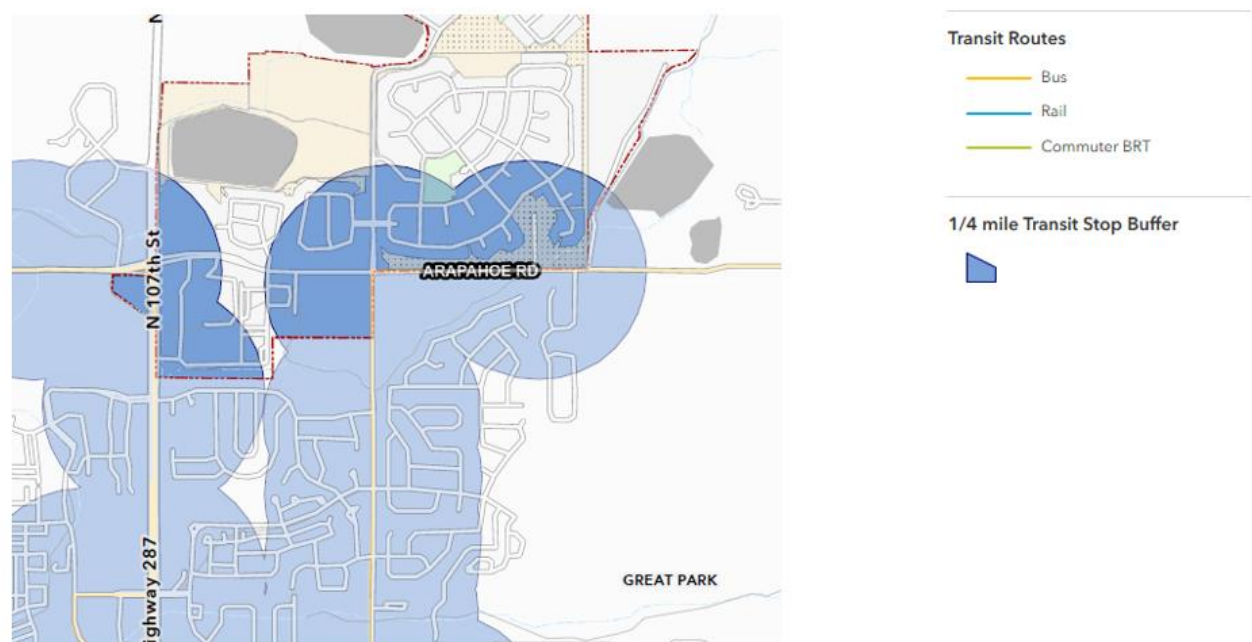 N
N 107th St
ARAPAHOE RD
ighway 287
GREAT PARK
Transit Routes
Bus
Rail
Commuter BRT
1/4 mile Transit Stop Buffer